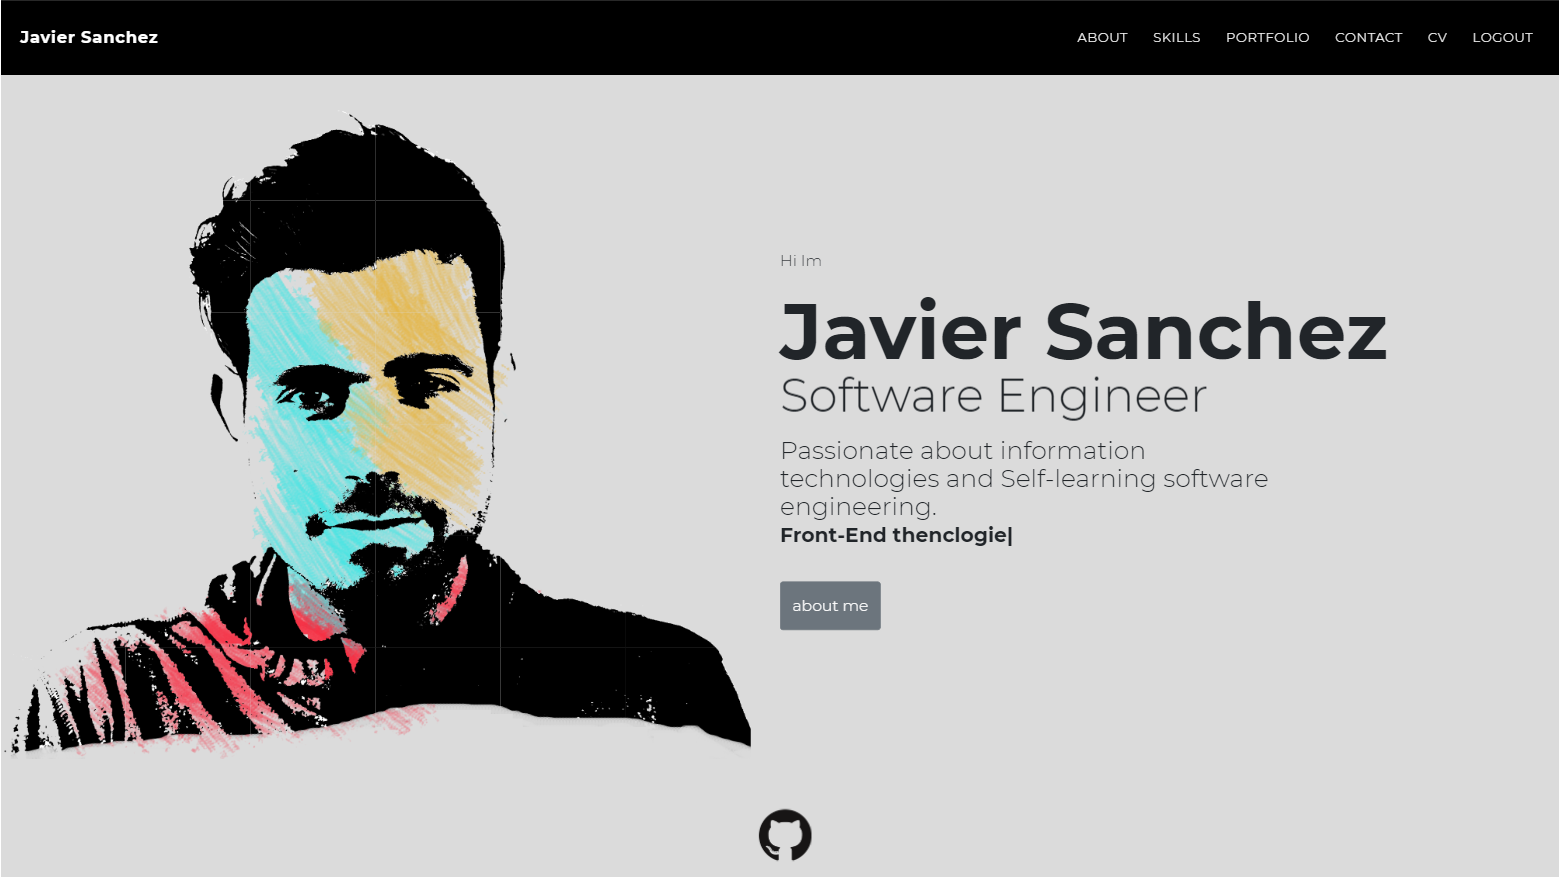 Javier Sanchez
ABOUT SKILLS PORTFOLIO CONTACT CV LOGOUT
Hi Im
Javier Sanchez
Software Engineer
Passionate about information
technologies and Self-learning software
engineering.
Front-End thenclogie|
about me